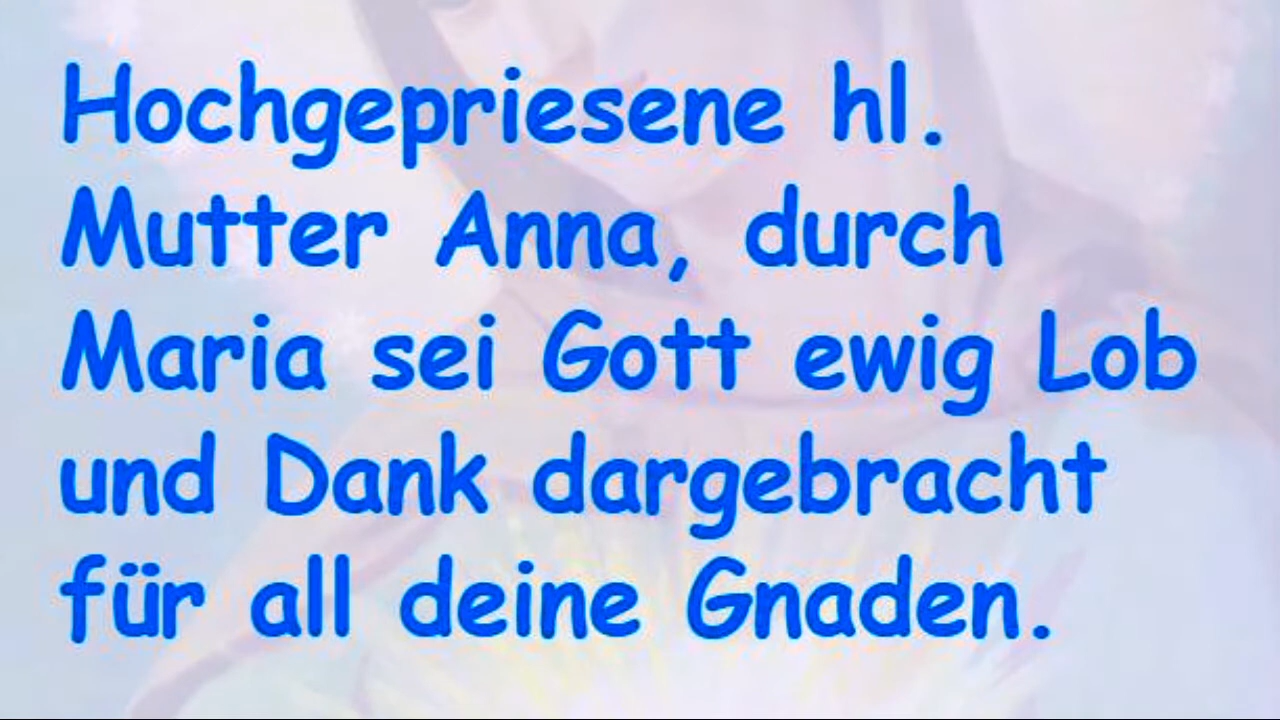 Hochgepriesene hl.
Mutter Anna, durch
Maria sei Gott ewig Lob
und Dank dargebracht
für all deine Gnaden.